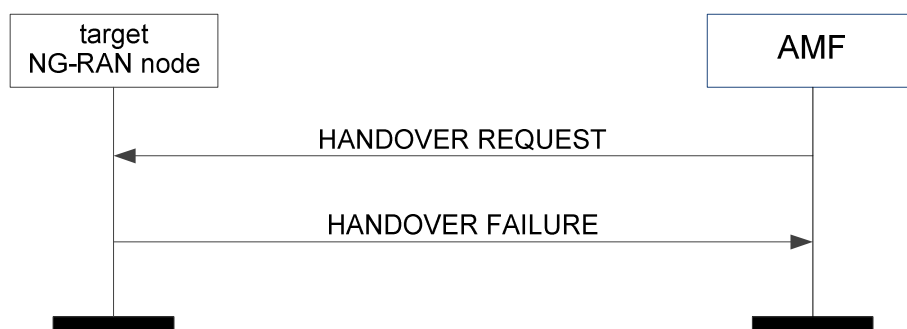 target
NG-RAN node
AMF
HANDOVER REQUEST
HANDOVER FAILURE